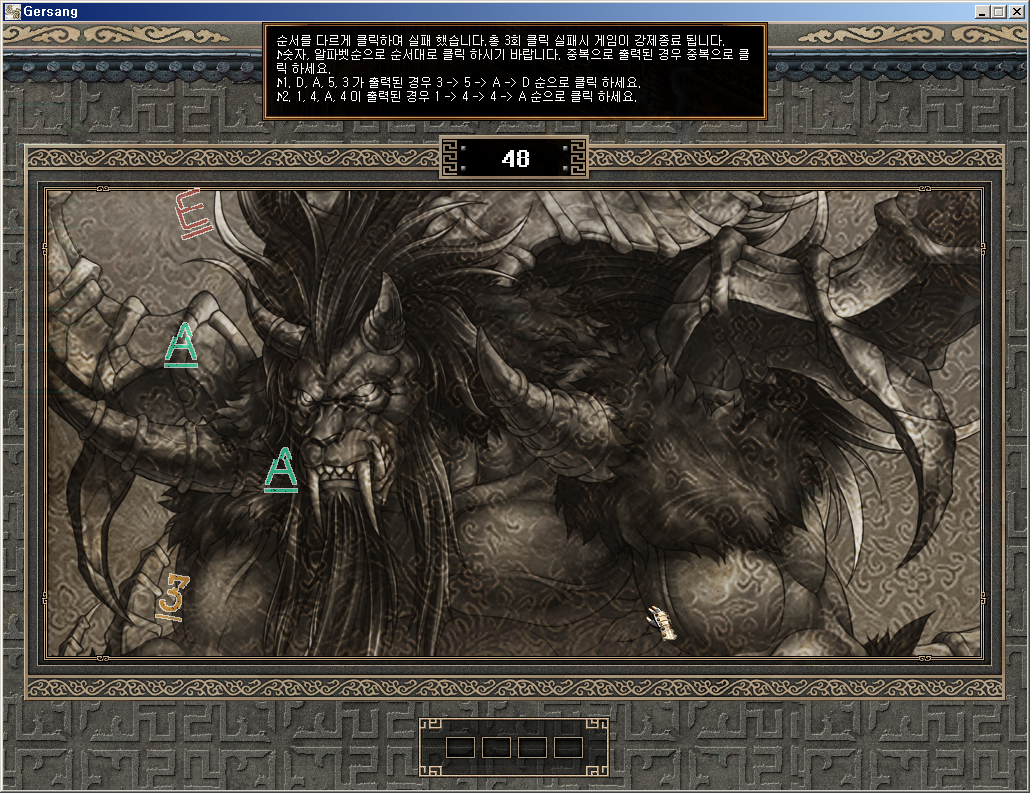 Gersang
순서를 다르게 클릭하여 실패 했습니다.총 3회 클릭 실패시 게임이 강제종료 됩니다.
♪숫자, 알파벳순으로 순서대로 클릭 하시기 바랍니다. 중복으로 출력된 경우 중복으로 클
릭 하세요.
♪1, D, A, 5, 3 가 출력된 경우 3 -> 5 -> A -> D 순으로 클릭 하세요.
♪2, 1, 4, A, 4 이 출력된 경우 1 -> 4 -> 4 -> A 순으로 클릭 하세요.
48
E
A
A
3